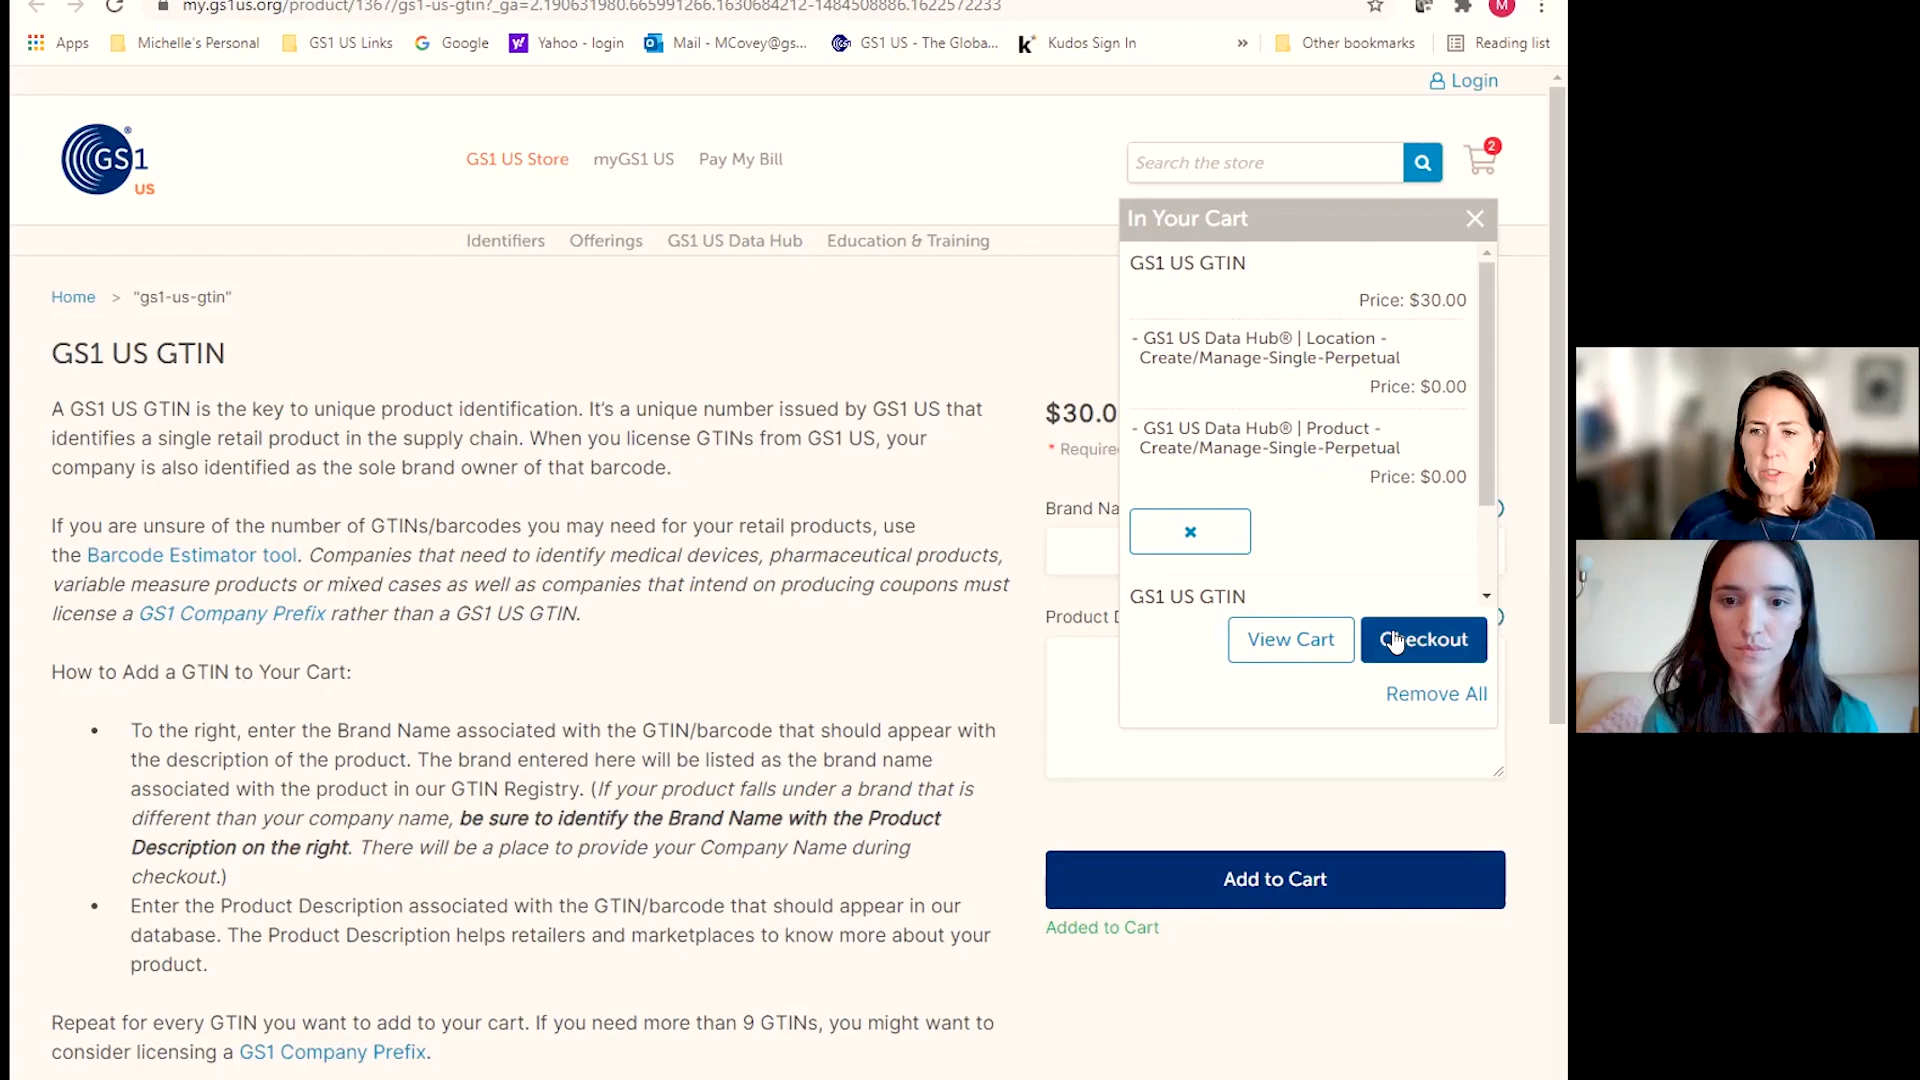 my.gs1us.org/product/1367/gs1-us-gtin?_ga=2.190631980.665991266.1630684212-1484508886.1622572233
M
Apps
Michelle's Personal
GS1 US Links
Google
Yahoo - login
Mail - MCovey@gs...
GS1 US - The Globa...
Kudos Sign In
»
Other bookmarks
Reading list
Login
GS1
US
GS1 US Store
myGS1 US
Pay My Bill
Search the store
2
Identifiers
Offerings
GS1 US Data Hub
Education & Training
Home > "gs1-us-gtin"
GS1 US GTIN
A GS1 US GTIN is the key to unique product identification. It's a unique number issued by GS1 US that
identifies a single retail product in the supply chain. When you license GTINs from GS1 US, your
company is also identified as the sole brand owner of that barcode.
If you are unsure of the number of GTINs/barcodes you may need for your retail products, use
the Barcode Estimator tool. Companies that need to identify medical devices, pharmaceutical products,
variable measure products or mixed cases as well as companies that intend on producing coupons must
license a GS1 Company Prefix rather than a GS1 US GTIN.
How to Add a GTIN to Your Cart:
• To the right, enter the Brand Name associated with the GTIN/barcode that should appear with
the description of the product. The brand entered here will be listed as the brand name
associated with the product in our GTIN Registry. (If your product falls under a brand that is
different than your company name, be sure to identify the Brand Name with the Product
Description on the right. There will be a place to provide your Company Name during
checkout.)
• Enter the Product Description associated with the GTIN/barcode that should appear in our
database. The Product Description helps retailers and marketplaces to know more about your
product.
Repeat for every GTIN you want to add to your cart. If you need more than 9 GTINs, you might want to
consider licensing a GS1 Company Prefix.
In Your Cart
GS1 US GTIN
Price: $30.00
- GS1 US Data Hub® | Location -
Create/Manage-Single-Perpetual
Price: $0.00
- GS1 US Data Hub® | Product -
Create/Manage-Single-Perpetual
Price: $0.00
GS1 US GTIN
View Cart
Checkout
Remove All
$30.0
* Require
Brand Na
Product D
Add to Cart
Added to Cart